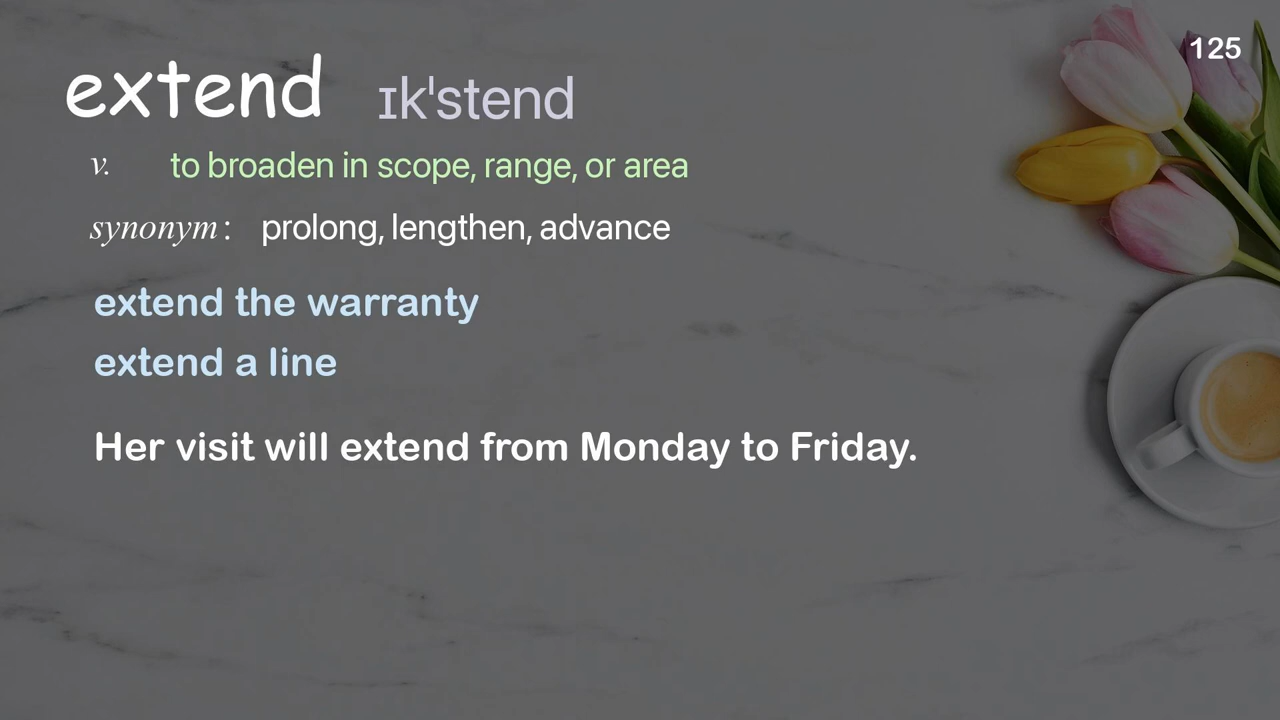 125
extend ɪk'stend
v. to broaden in scope, range, or area
synonym: prolong, lengthen, advance
extend the warranty
extend a line
Her visit will extend from Monday to Friday.